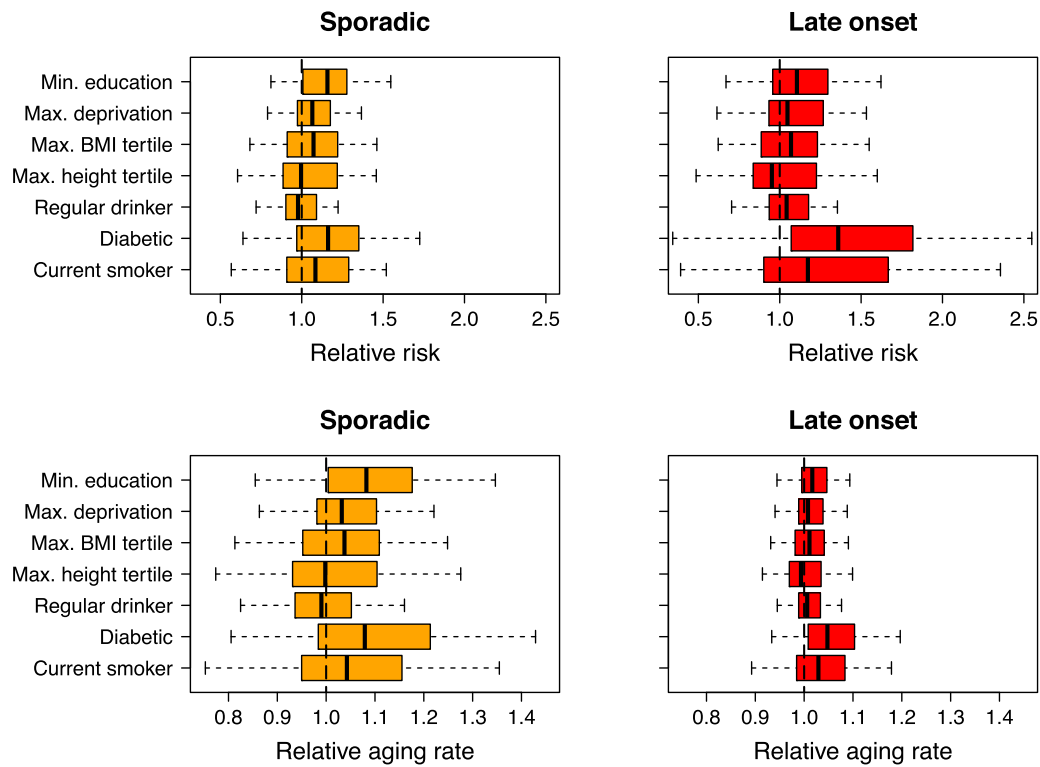 Sporadic
Late onset
Min. education
Max. deprivation
Max. BMI tertile
Max. height tertile
Regular drinker
Diabetic
Current smoker
0.5 1.0 1.5 2.0 2.5
0.5 1.0 1.5 2.0 2.5
Relative risk
Relative risk
Sporadic
Late onset
Min. education
Max. deprivation
Max. BMI tertile
Max. height tertile
Regular drinker
Diabetic
Current smoker
0.8 0.9 1.0 1.1 1.2 1.3 1.4
0.8 0.9 1.0 1.1 1.2 1.3 1.4
Relative aging rate
Relative aging rate